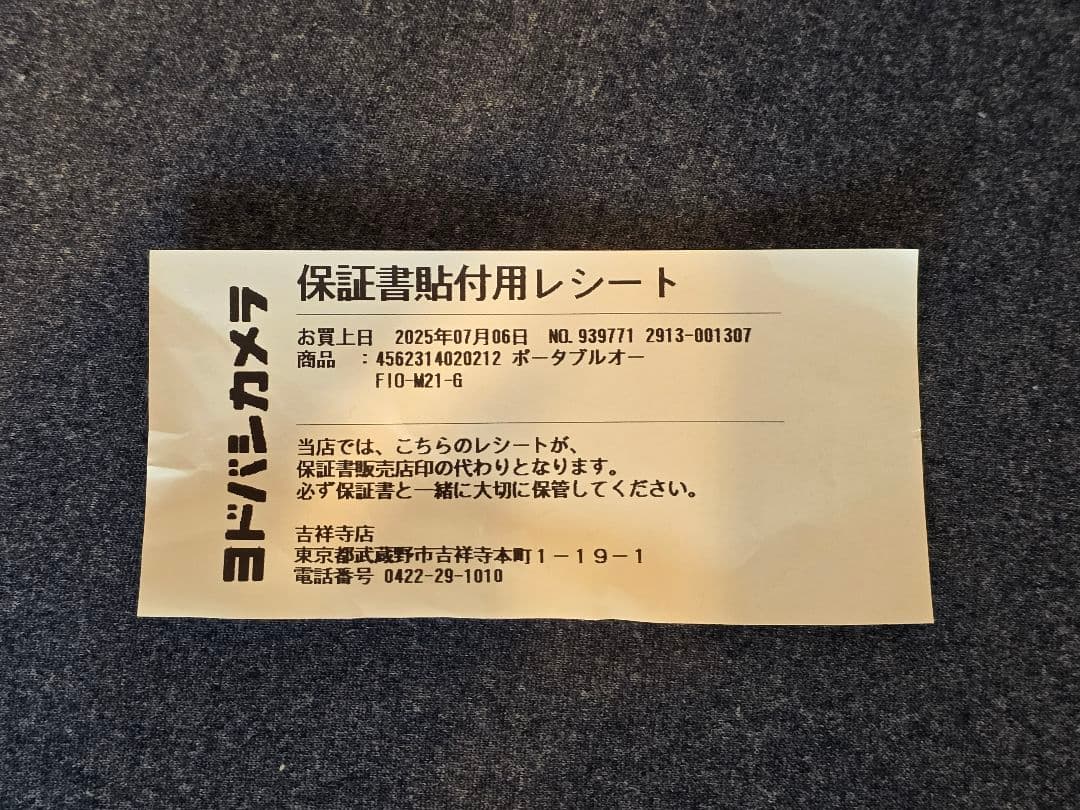 ヨドバシカメラ
保証書貼付用レシート
お買上日 2025年07月06日 NO. 939771 2913-001307
商品 : 4562314020212 ポータブルオー
FIO-M21-G
当店では、こちらのレシートが、
保証書販売店印の代わりとなります。
必ず保証書と一緒に大切に保管してください。
吉祥寺店
東京都武蔵野市吉祥寺本町1-19-1
電話番号 0422-29-1010